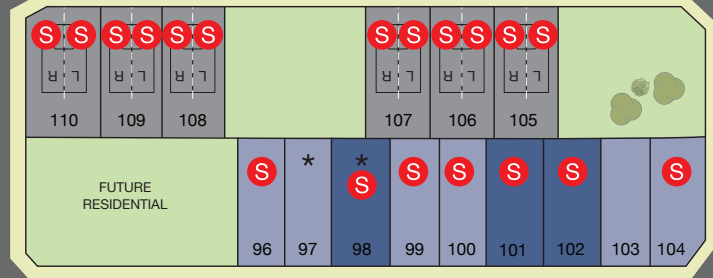 S S S S S S
S S S S S S
L R L R L R
L R L R L R
110 109 108
107 106 105
FUTURE
RESIDENTIAL
* *
S S S S S S S
96 97 98 99 100 101 102 103 104